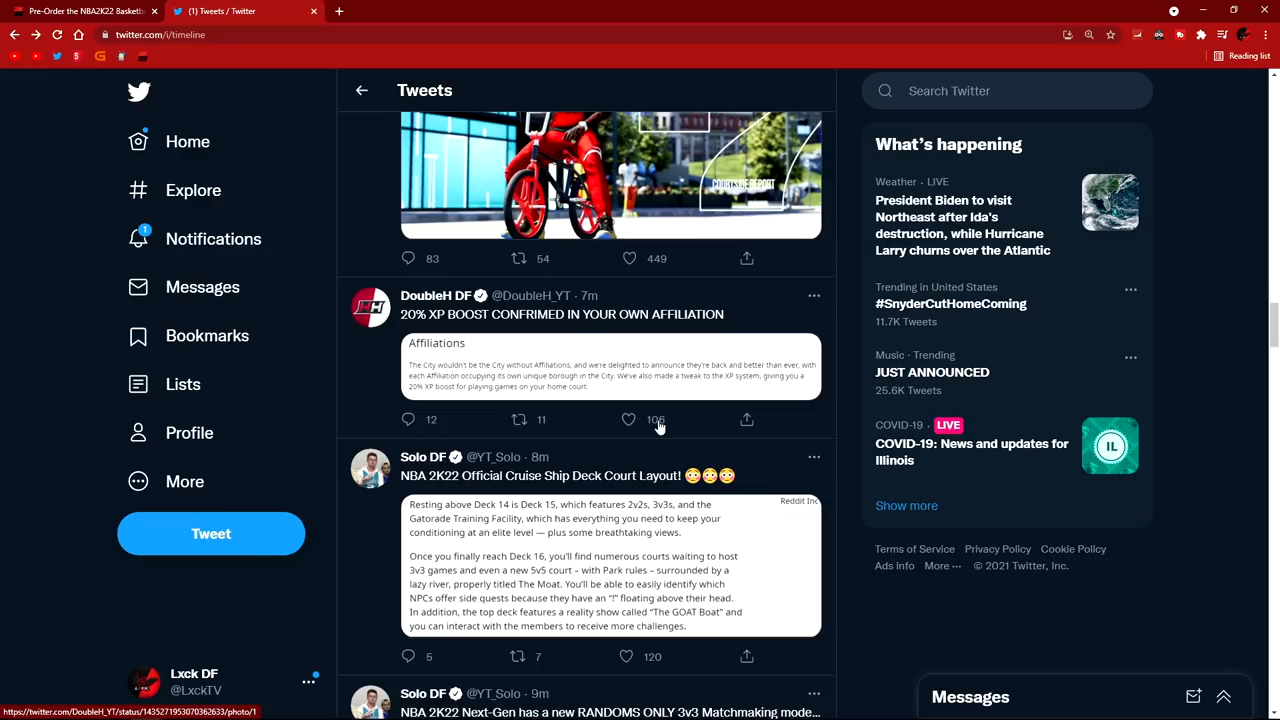 Pre-Order the NBA2K22 Basketba
(1) Tweets / Twitter
twitter.com/i/timeline
Reading list
Home
Explore
1
Notifications
Messages
Bookmarks
Lists
Profile
More
Tweet
Lxck DF
@LxckTV
https://twitter.com/DoubleH_YT/status/1435271953070362633/photo/1
Tweets
COURTSIDE REPORT
83 54 449
DoubleH DF @DoubleH_YT · 7m
20% XP BOOST CONFRIMED IN YOUR OWN AFFILIATION
Affiliations
The City wouldn't be the City without Affiliations, and we're delighted to announce they're back and better than ever, with
each Affiliation occupying its own unique borough in the City. We've also made a tweak to the XP system, giving you a
20% XP boost for playing games on your home court.
12 11 106
Solo DF @YT_Solo · 8m
NBA 2K22 Official Cruise Ship Deck Court Layout! 😳😳😳
Reddit Inc
Resting above Deck 14 is Deck 15, which features 2v2s, 3v3s, and the
Gatorade Training Facility, which has everything you need to keep your
conditioning at an elite level — plus some breathtaking views.
Once you finally reach Deck 16, you'll find numerous courts waiting to host
3v3 games and even a new 5v5 court – with Park rules – surrounded by a
lazy river, properly titled The Moat. You'll be able to easily identify which
NPCs offer side quests because they have an "!" floating above their head.
In addition, the top deck features a reality show called "The GOAT Boat" and
you can interact with the members to receive more challenges.
5 7 120
Solo DF @YT_Solo · 9m
NBA 2K22 Next-Gen has a new RANDOMS ONLY 3v3 Matchmaking mode...
Search Twitter
What's happening
Weather · LIVE
President Biden to visit
Northeast after Ida's
destruction, while Hurricane
Larry churns over the Atlantic
Trending in United States
#SnyderCutHomeComing
11.7K Tweets
Music · Trending
JUST ANNOUNCED
25.6K Tweets
COVID-19 · LIVE
COVID-19: News and updates for
Illinois
IL
Show more
Terms of Service Privacy Policy Cookie Policy
Ads info More ··· © 2021 Twitter, Inc.
Messages